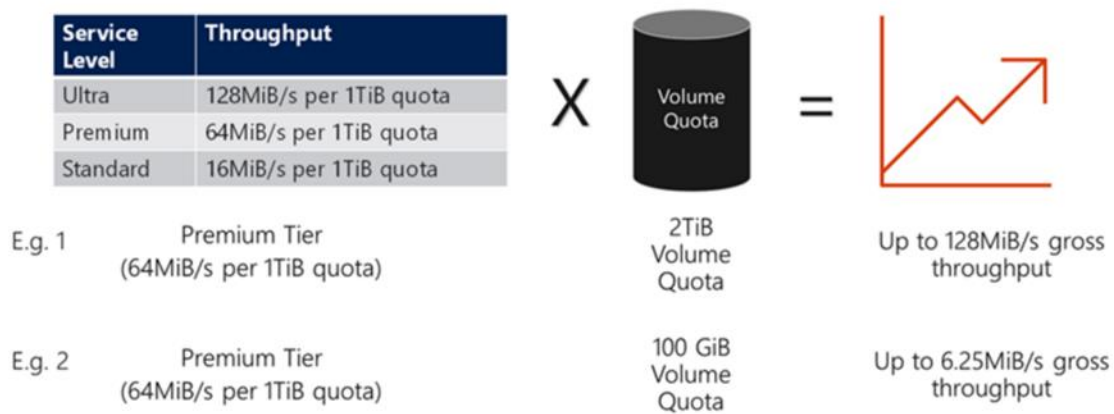 Service Level Throughput
Ultra 128MiB/s per 1TiB quota
Premium 64MiB/s per 1TiB quota
Standard 16MiB/s per 1TiB quota
X
Volume
Quota
=
E.g. 1
Premium Tier
(64MiB/s per 1TiB quota)
2TiB
Volume
Quota
Up to 128MiB/s gross
throughput
E.g. 2
Premium Tier
(64MiB/s per 1TiB quota)
100 GiB
Volume
Quota
Up to 6.25MiB/s gross
throughput